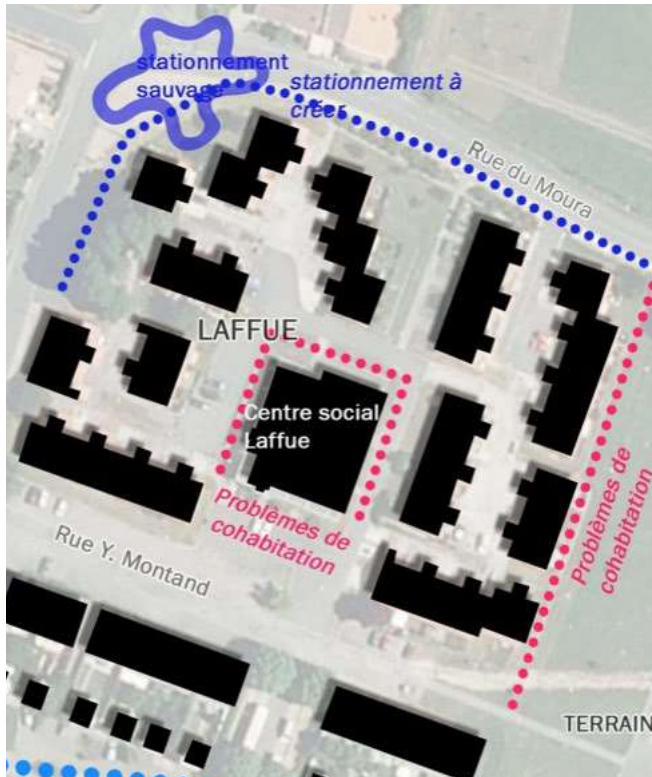 stationnement
sauvage
stationnement à
créer
Rue du Moura
LAFFUE
Centre social
Laffue
Problèmes de
cohabitation
Problèmes de
cohabitation
Rue Y. Montand
TERRAIN